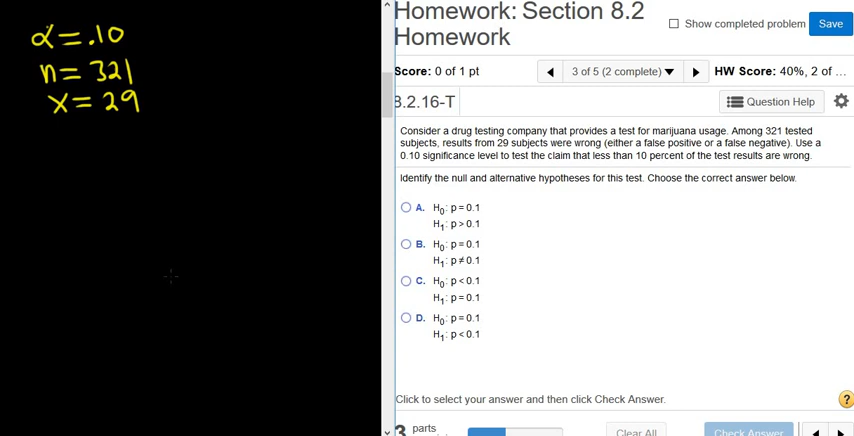 α = .10
n = 321
x = 29
Homework: Section 8.2
Homework
Show completed problem
Save
Score: 0 of 1 pt
3 of 5 (2 complete)
HW Score: 40%, 2 of ...
8.2.16-T
Question Help
Consider a drug testing company that provides a test for marijuana usage. Among 321 tested
subjects, results from 29 subjects were wrong (either a false positive or a false negative). Use a
0.10 significance level to test the claim that less than 10 percent of the test results are wrong.
Identify the null and alternative hypotheses for this test. Choose the correct answer below.
A. H₀: p = 0.1
H₁: p > 0.1
B. H₀: p = 0.1
H₁: p ≠ 0.1
C. H₀: p < 0.1
H₁: p = 0.1
D. H₀: p = 0.1
H₁: p < 0.1
Click to select your answer and then click Check Answer.
?
3 parts
Clear All
Check Answer